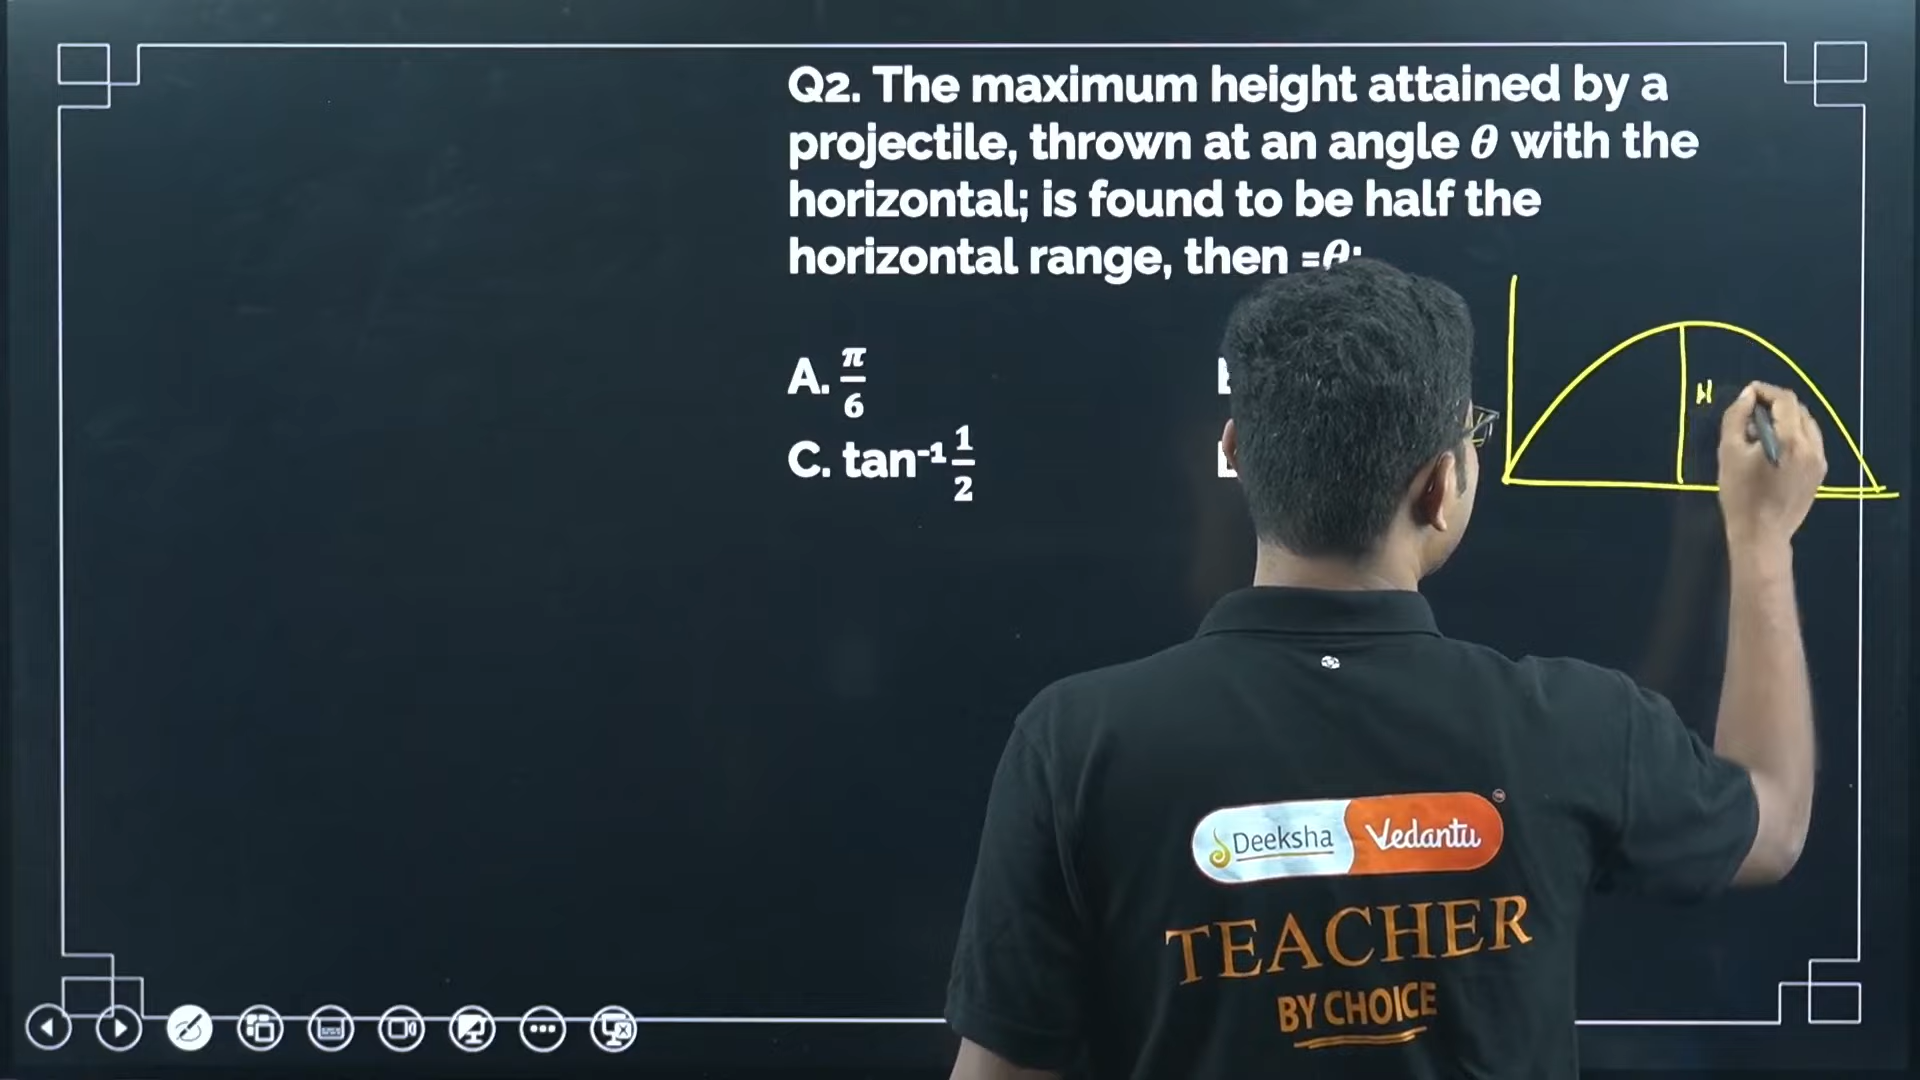 Q2. The maximum height attained by a
projectile, thrown at an angle θ with the
horizontal; is found to be half the
horizontal range, then =θ:
A. π/6
C. tan⁻¹ 1/2
H
Deeksha Vedantu
TEACHER
BY CHOICE